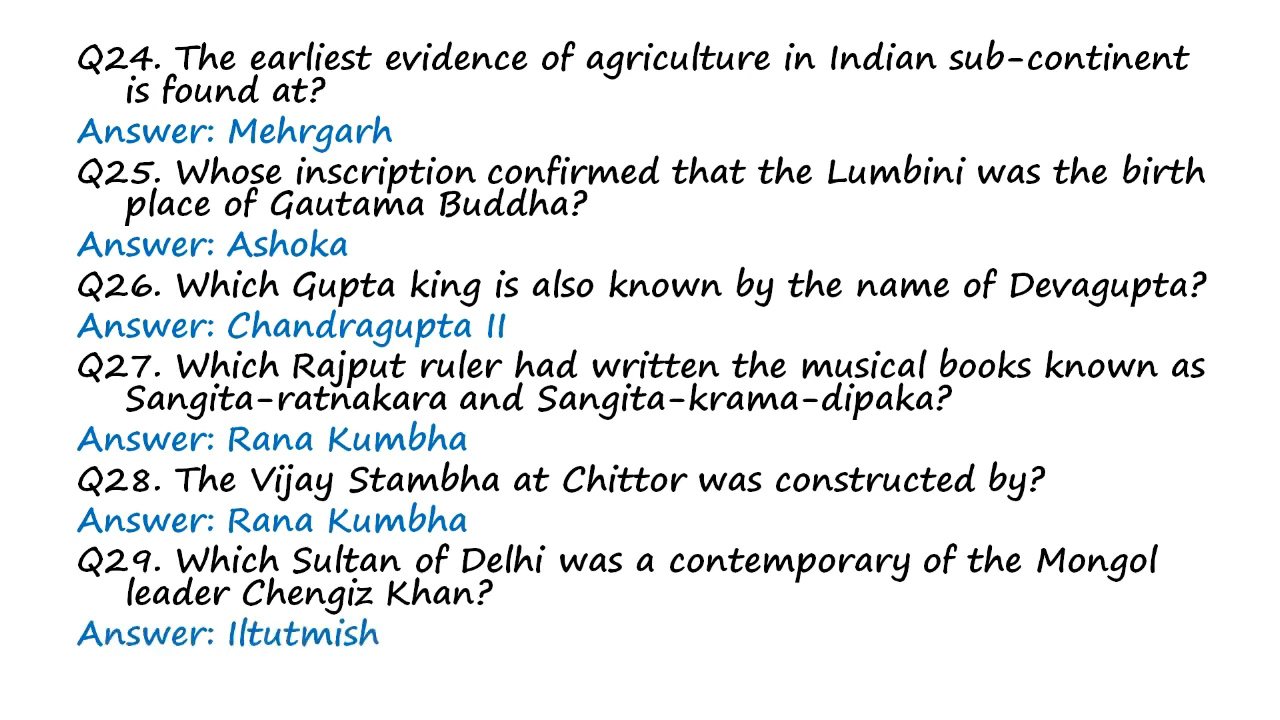 Q24. The earliest evidence of agriculture in Indian sub-continent
is found at?
Answer: Mehrgarh
Q25. Whose inscription confirmed that the Lumbini was the birth
place of Gautama Buddha?
Answer: Ashoka
Q26. Which Gupta king is also known by the name of Devagupta?
Answer: Chandragupta II
Q27. Which Rajput ruler had written the musical books known as
Sangita-ratnakara and Sangita-krama-dipaka?
Answer: Rana Kumbha
Q28. The Vijay Stambha at Chittor was constructed by?
Answer: Rana Kumbha
Q29. Which Sultan of Delhi was a contemporary of the Mongol
leader Chengiz Khan?
Answer: Iltutmish